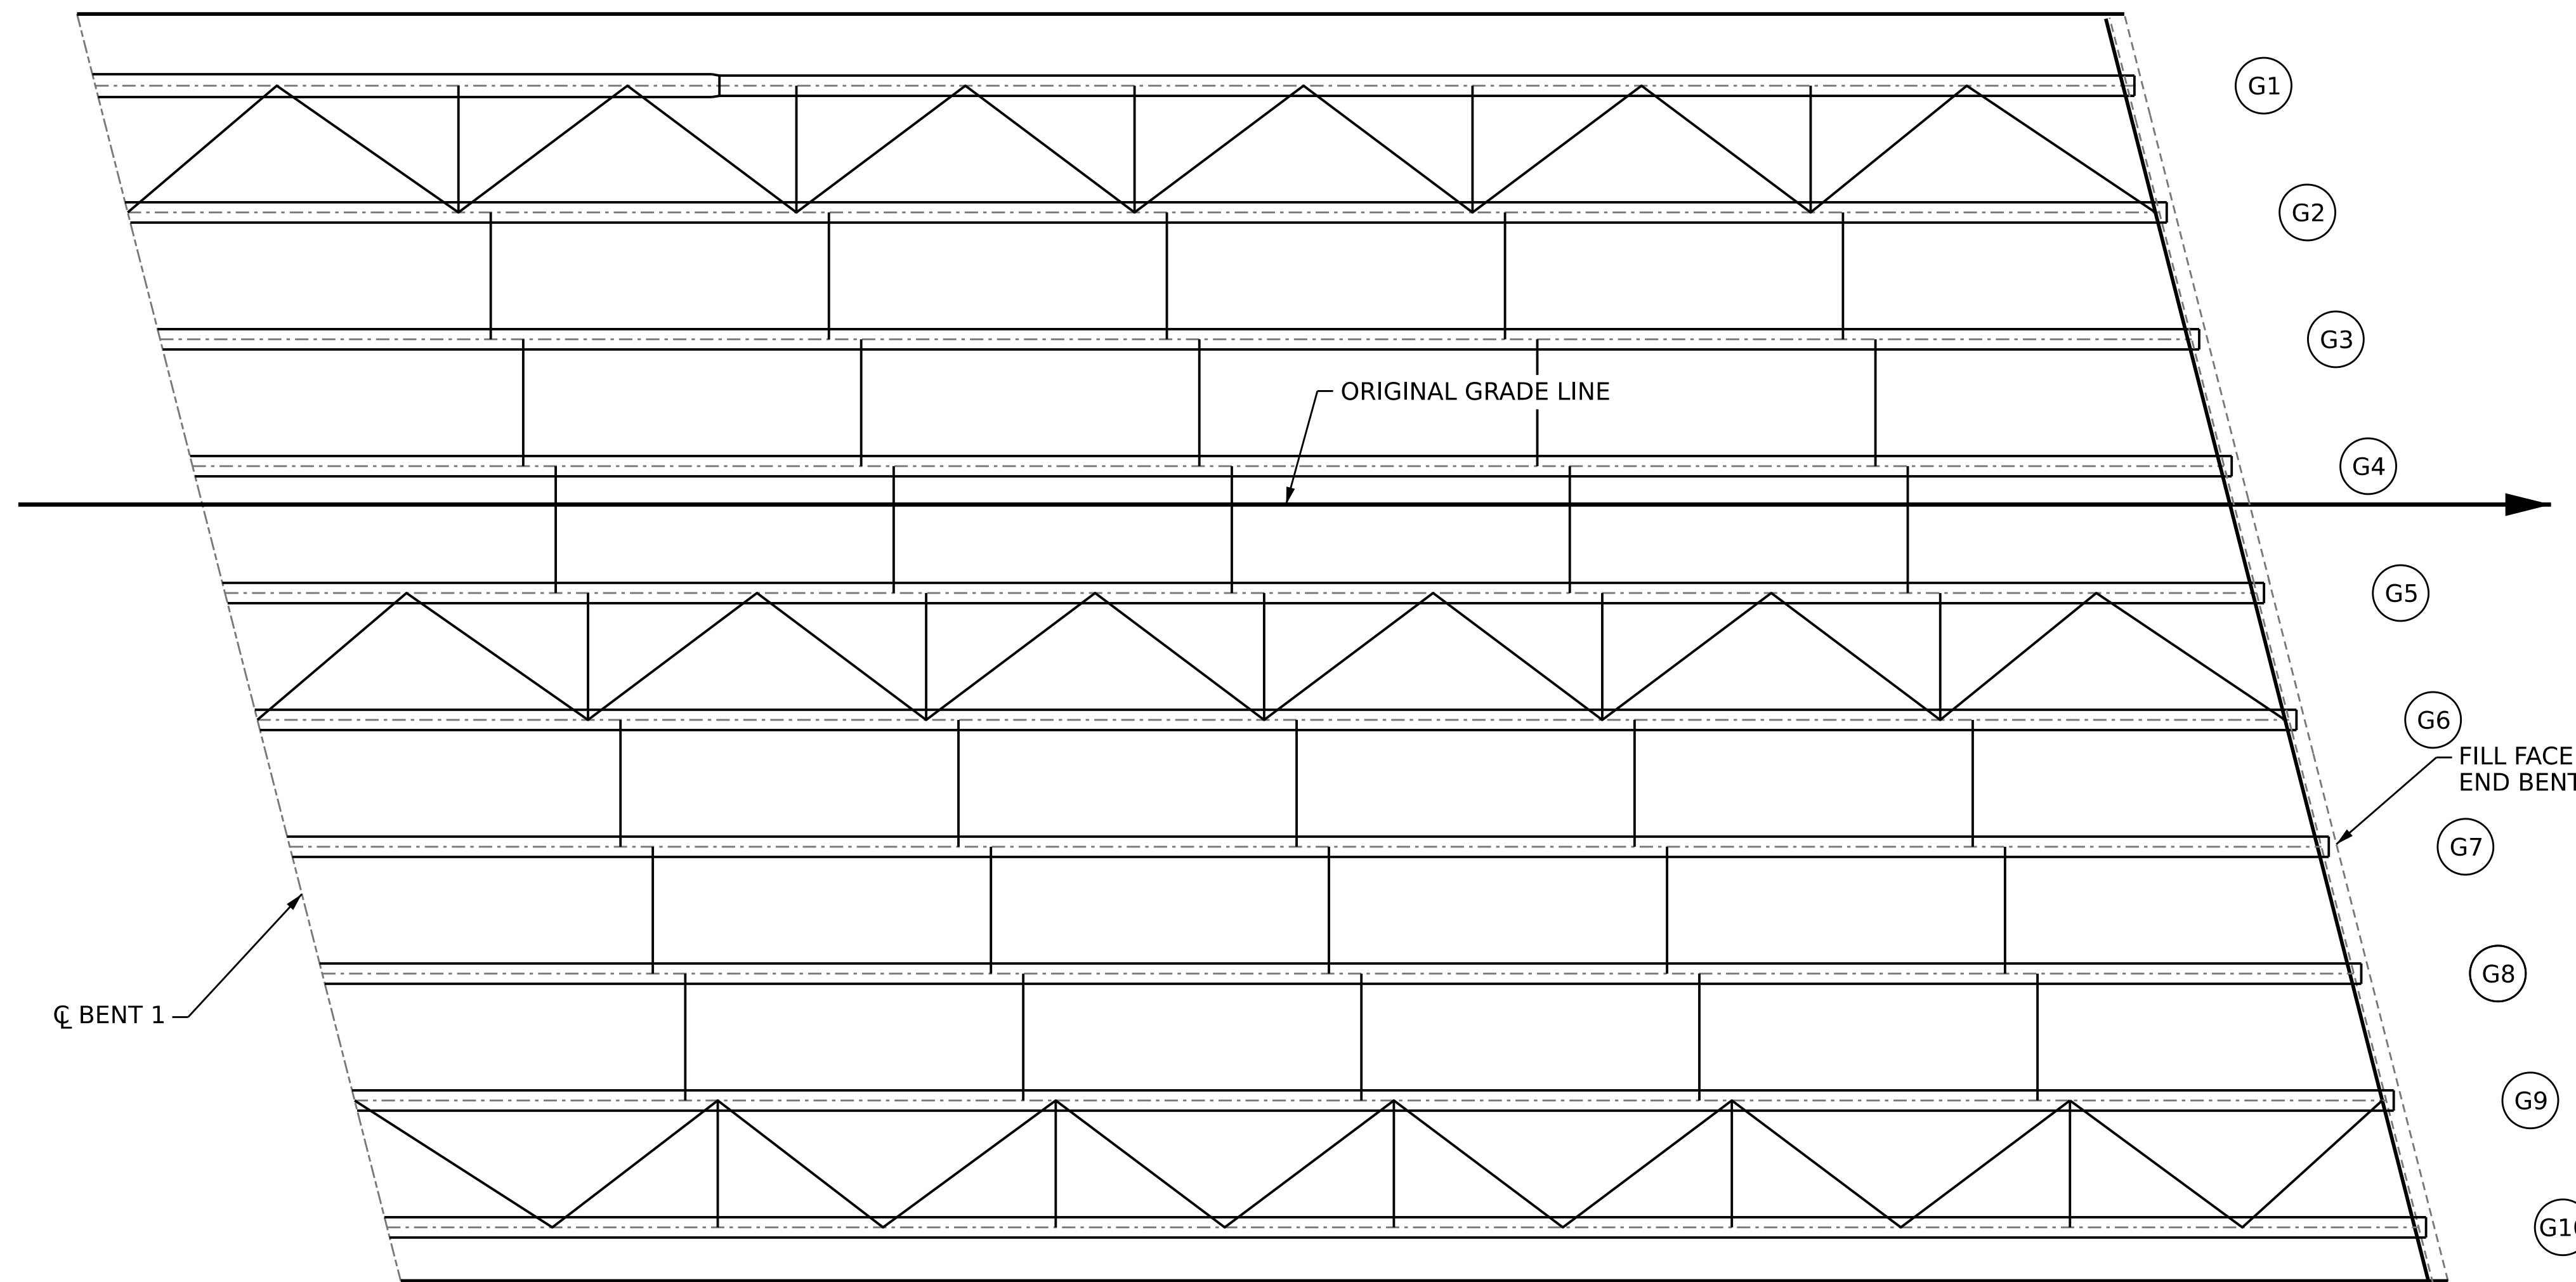 G1
G2
G3
ORIGINAL GRADE LINE
G4
G5
G6
FILL FACE
END BENT
G7
G8
℄ BENT 1
G9